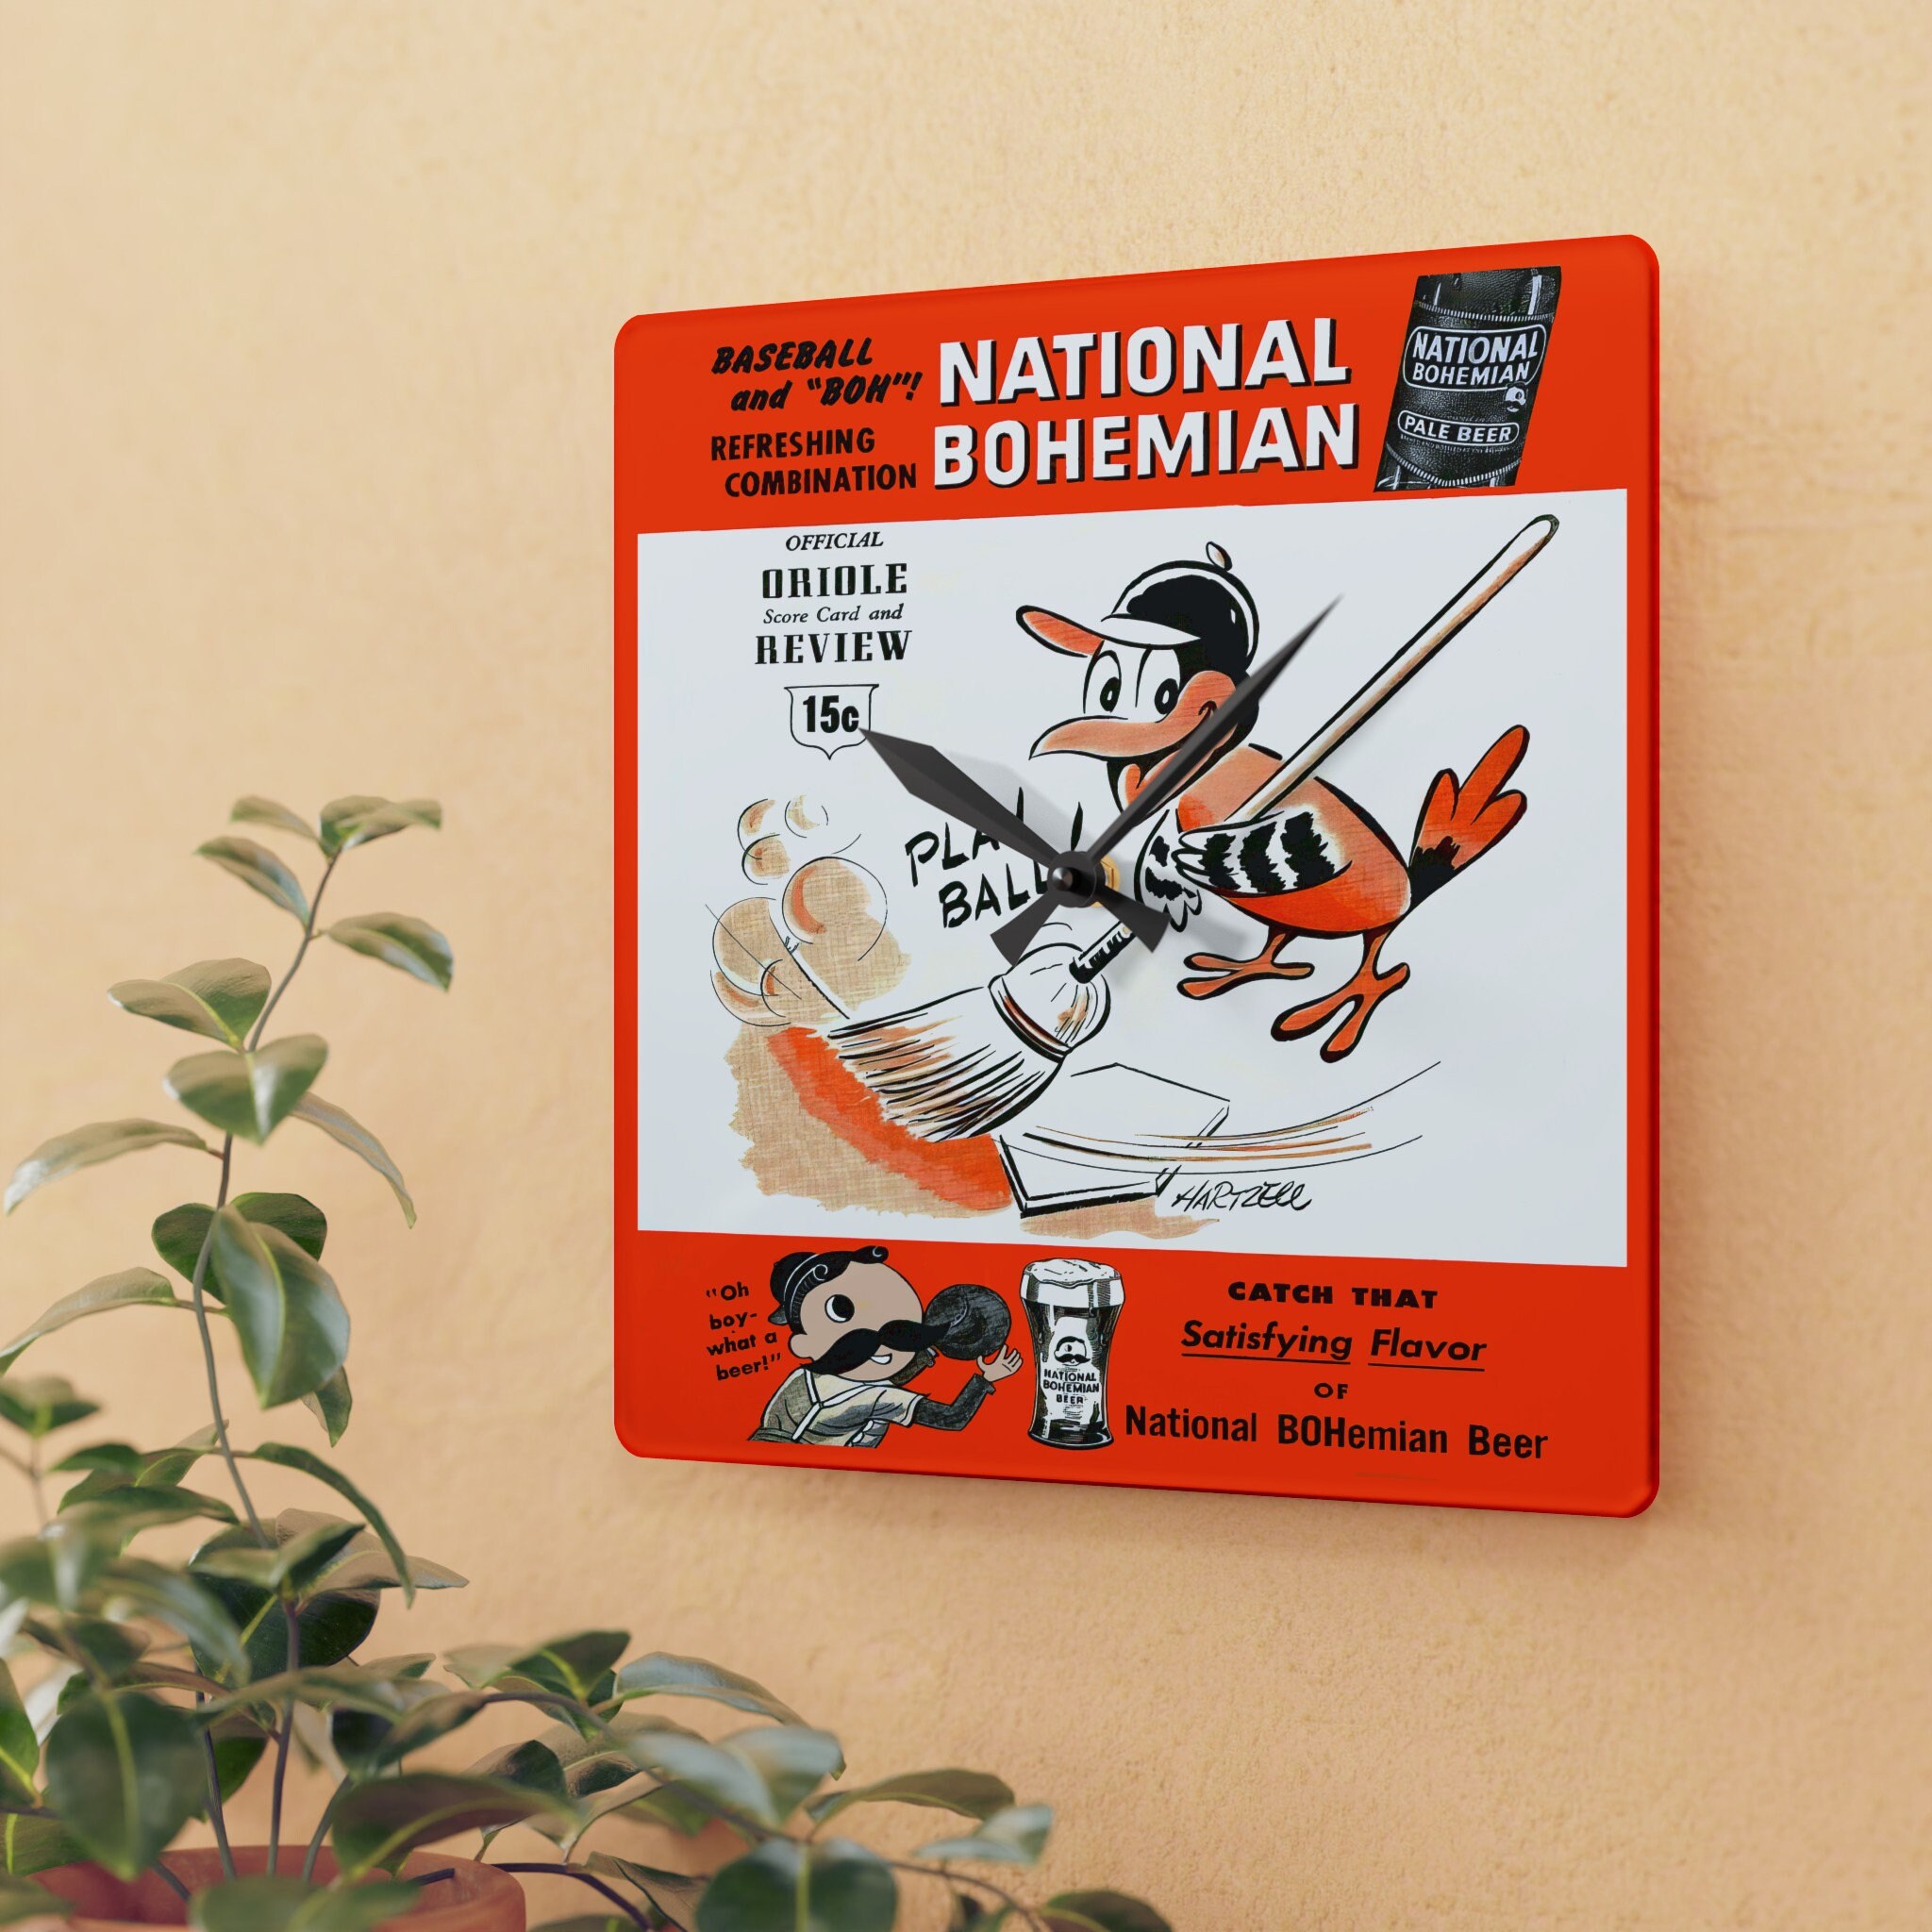 BASEBALL
and "BOH"!
REFRESHING
COMBINATION
NATIONAL
BOHEMIAN
NATIONAL
BOHEMIAN
PALE BEER
OFFICIAL
ORIOLE
Score Card and
REVIEW
15c
PLAY
BALL!
HARTZELL
"Oh
boy-
what a
beer!"
NATIONAL
BOHEMIAN
BEER
CATCH THAT
Satisfying Flavor
OF
National BOHemian Beer